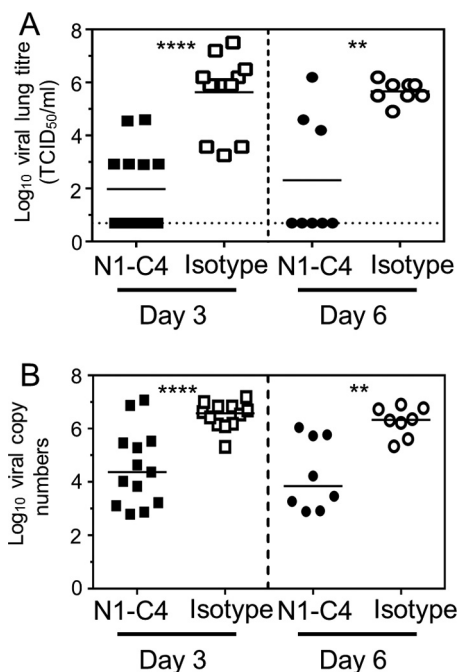 A
Log₁₀ viral lung titre
(TCID₅₀/ml)
8
6
4
2
0
**** **
N1-C4 Isotype N1-C4 Isotype
Day 3 Day 6
B
Log₁₀ viral copy
numbers
8
6
4
2
0
**** **
N1-C4 Isotype N1-C4 Isotype
Day 3 Day 6